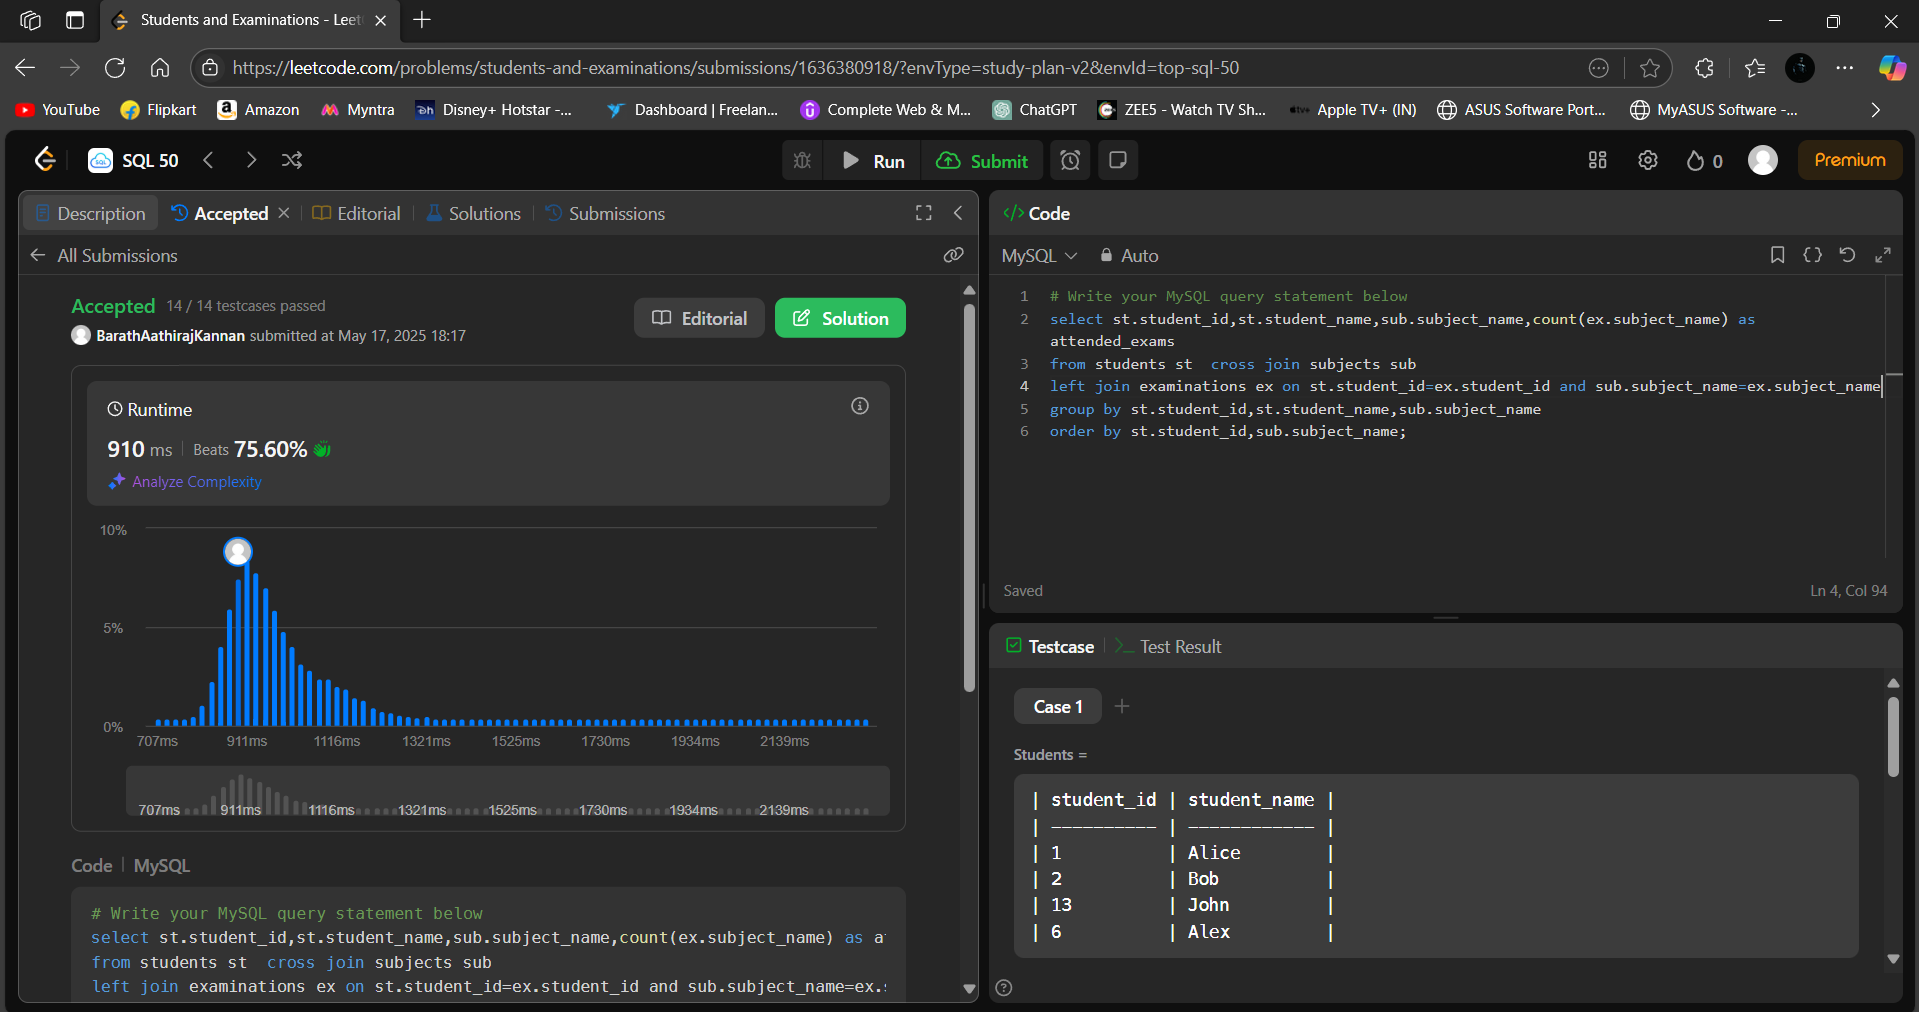 Students and Examinations - Leet
https://leetcode.com/problems/students-and-examinations/submissions/1636380918/?envType=study-plan-v2&envId=top-sql-50
YouTube Flipkart Amazon Myntra Disney+ Hotstar -... Dashboard | Freelan... Complete Web & M... ChatGPT ZEE5 - Watch TV Sh... Apple TV+ (IN) ASUS Software Port... MyASUS Software -...
SQL 50 Run Submit 0 Premium
Description Accepted Editorial Solutions Submissions
All Submissions
Accepted 14 / 14 testcases passed
BarathAathirajKannan submitted at May 17, 2025 18:17
Editorial Solution
Runtime
910 ms Beats 75.60%
Analyze Complexity
10%
5%
0%
707ms 911ms 1116ms 1321ms 1525ms 1730ms 1934ms 2139ms
707ms 911ms 1116ms 1321ms 1525ms 1730ms 1934ms 2139ms
Code MySQL
# Write your MySQL query statement below
select st.student_id,st.student_name,sub.subject_name,count(ex.subject_name) as a
from students st  cross join subjects sub
left join examinations ex on st.student_id=ex.student_id and sub.subject_name=ex.
</> Code
MySQL Auto
1 # Write your MySQL query statement below
2 select st.student_id,st.student_name,sub.subject_name,count(ex.subject_name) as
attended_exams
3 from students st  cross join subjects sub
4 left join examinations ex on st.student_id=ex.student_id and sub.subject_name=ex.subject_name
5 group by st.student_id,st.student_name,sub.subject_name
6 order by st.student_id,sub.subject_name;
Saved Ln 4, Col 94
Testcase >_ Test Result
Case 1 +
Students =
| student_id | student_name |
| ---------- | ------------ |
| 1 | Alice |
| 2 | Bob |
| 13 | John |
| 6 | Alex |